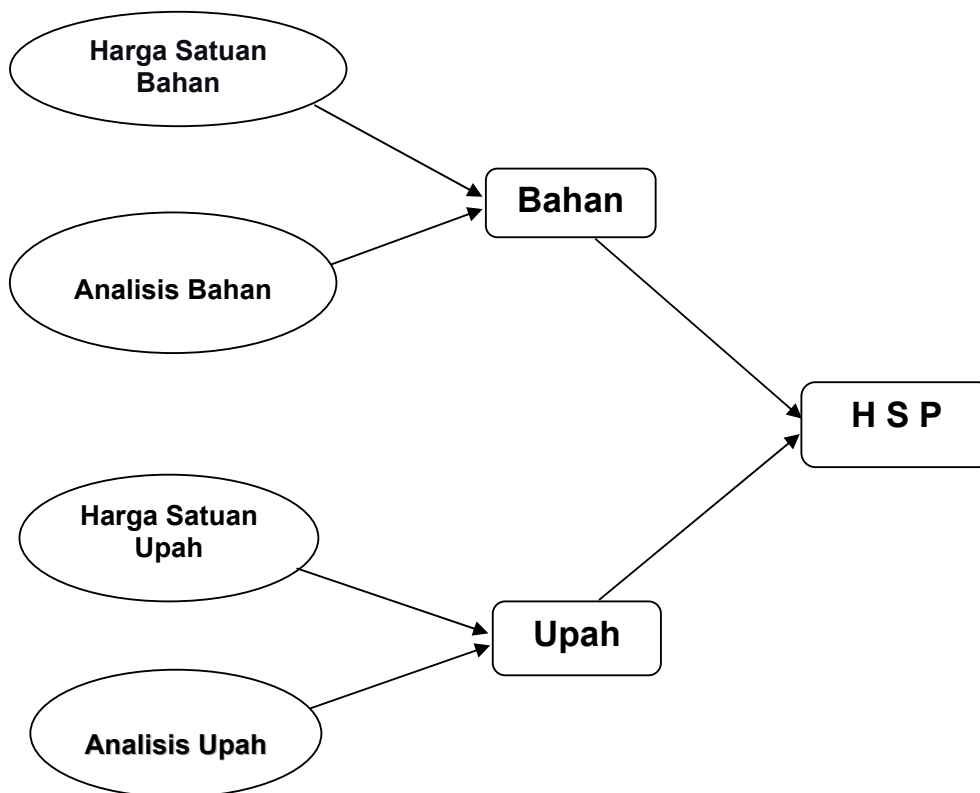 Harga Satuan
Bahan
Bahan
Analisis Bahan
H S P
Harga Satuan
Upah
Upah
Analisis Upah